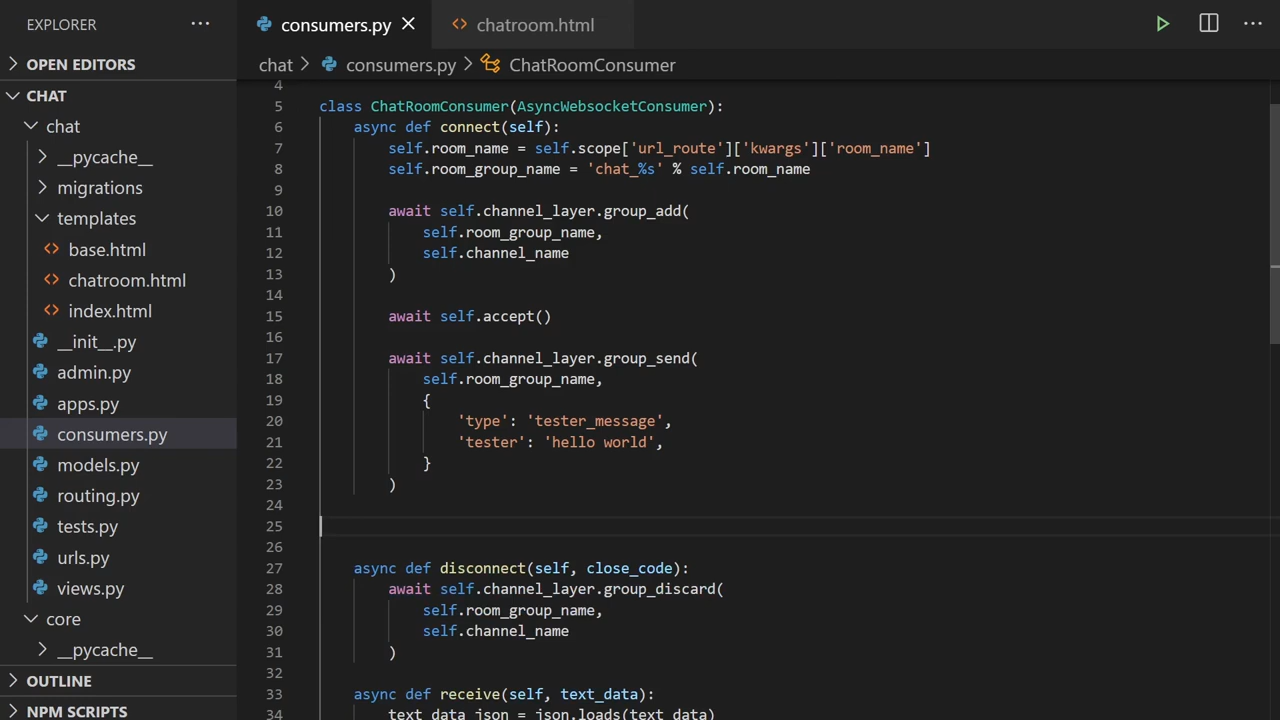 EXPLORER
···
consumers.py
chatroom.html
···
OPEN EDITORS
chat > consumers.py > ChatRoomConsumer
CHAT
chat
__pycache__
migrations
templates
base.html
chatroom.html
index.html
__init__.py
admin.py
apps.py
consumers.py
models.py
routing.py
tests.py
urls.py
views.py
core
__pycache__
OUTLINE
NPM SCRIPTS
4
5 class ChatRoomConsumer(AsyncWebsocketConsumer):
6     async def connect(self):
7         self.room_name = self.scope['url_route']['kwargs']['room_name']
8         self.room_group_name = 'chat_%s' % self.room_name
9
10         await self.channel_layer.group_add(
11             self.room_group_name,
12             self.channel_name
13         )
14
15         await self.accept()
16
17         await self.channel_layer.group_send(
18             self.room_group_name,
19             {
20                 'type': 'tester_message',
21                 'tester': 'hello world',
22             }
23         )
24
25
26
27     async def disconnect(self, close_code):
28         await self.channel_layer.group_discard(
29             self.room_group_name,
30             self.channel_name
31         )
32
33     async def receive(self, text_data):
34         text_data_json = json.loads(text_data)